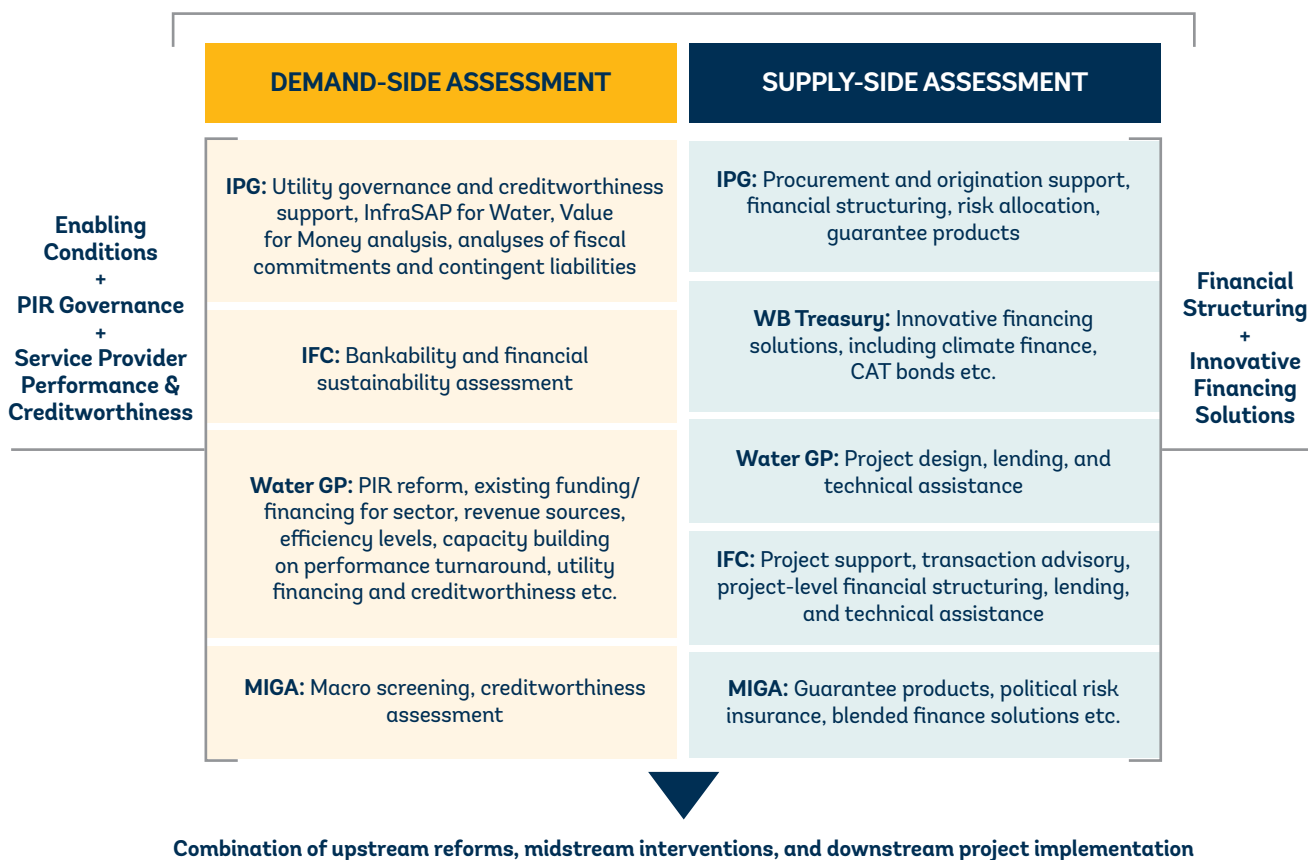 DEMAND-SIDE ASSESSMENT
SUPPLY-SIDE ASSESSMENT
Enabling
Conditions
+
PIR Governance
+
Service Provider
Performance &
Creditworthiness
IPG: Utility governance and creditworthiness
support, InfraSAP for Water, Value
for Money analysis, analyses of fiscal
commitments and contingent liabilities
IFC: Bankability and financial
sustainability assessment
Water GP: PIR reform, existing funding/
financing for sector, revenue sources,
efficiency levels, capacity building
on performance turnaround, utility
financing and creditworthiness etc.
MIGA: Macro screening, creditworthiness
assessment
IPG: Procurement and origination support,
financial structuring, risk allocation,
guarantee products
WB Treasury: Innovative financing
solutions, including climate finance,
CAT bonds etc.
Water GP: Project design, lending, and
technical assistance
IFC: Project support, transaction advisory,
project-level financial structuring, lending,
and technical assistance
MIGA: Guarantee products, political risk
insurance, blended finance solutions etc.
Financial
Structuring
+
Innovative
Financing
Solutions
Combination of upstream reforms, midstream interventions, and downstream project implementation